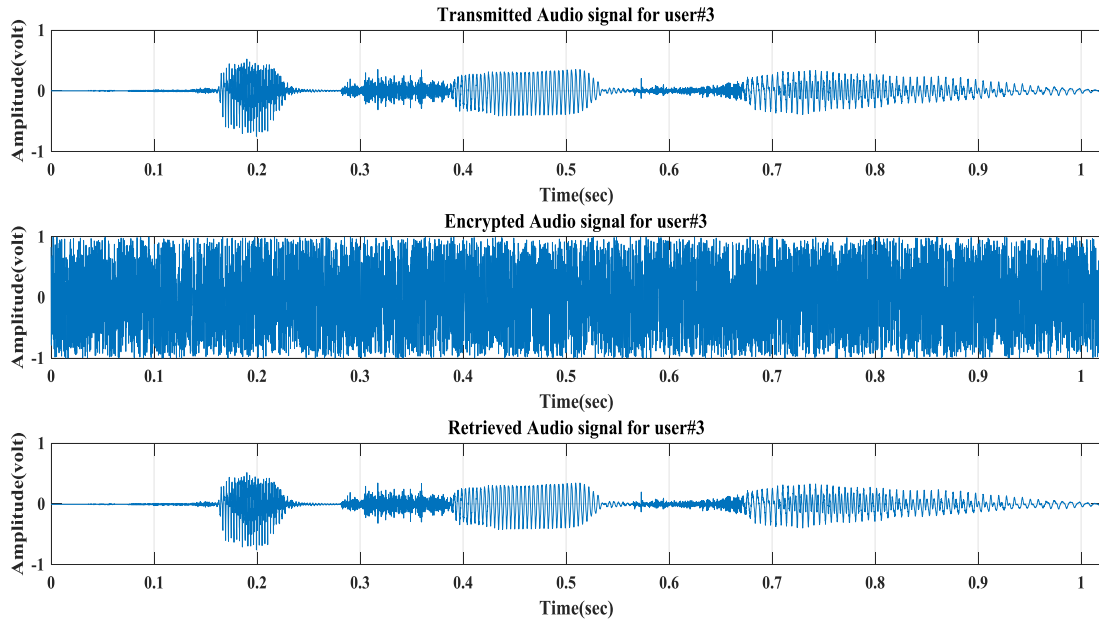 Transmitted Audio signal for user#3
Amplitude(volt)
1
0
-1
0 0.1 0.2 0.3 0.4 0.5 0.6 0.7 0.8 0.9 1
Time(sec)
Encrypted Audio signal for user#3
Amplitude(volt)
1
0
-1
0 0.1 0.2 0.3 0.4 0.5 0.6 0.7 0.8 0.9 1
Time(sec)
Retrieved Audio signal for user#3
Amplitude(volt)
1
0
-1
0 0.1 0.2 0.3 0.4 0.5 0.6 0.7 0.8 0.9 1
Time(sec)